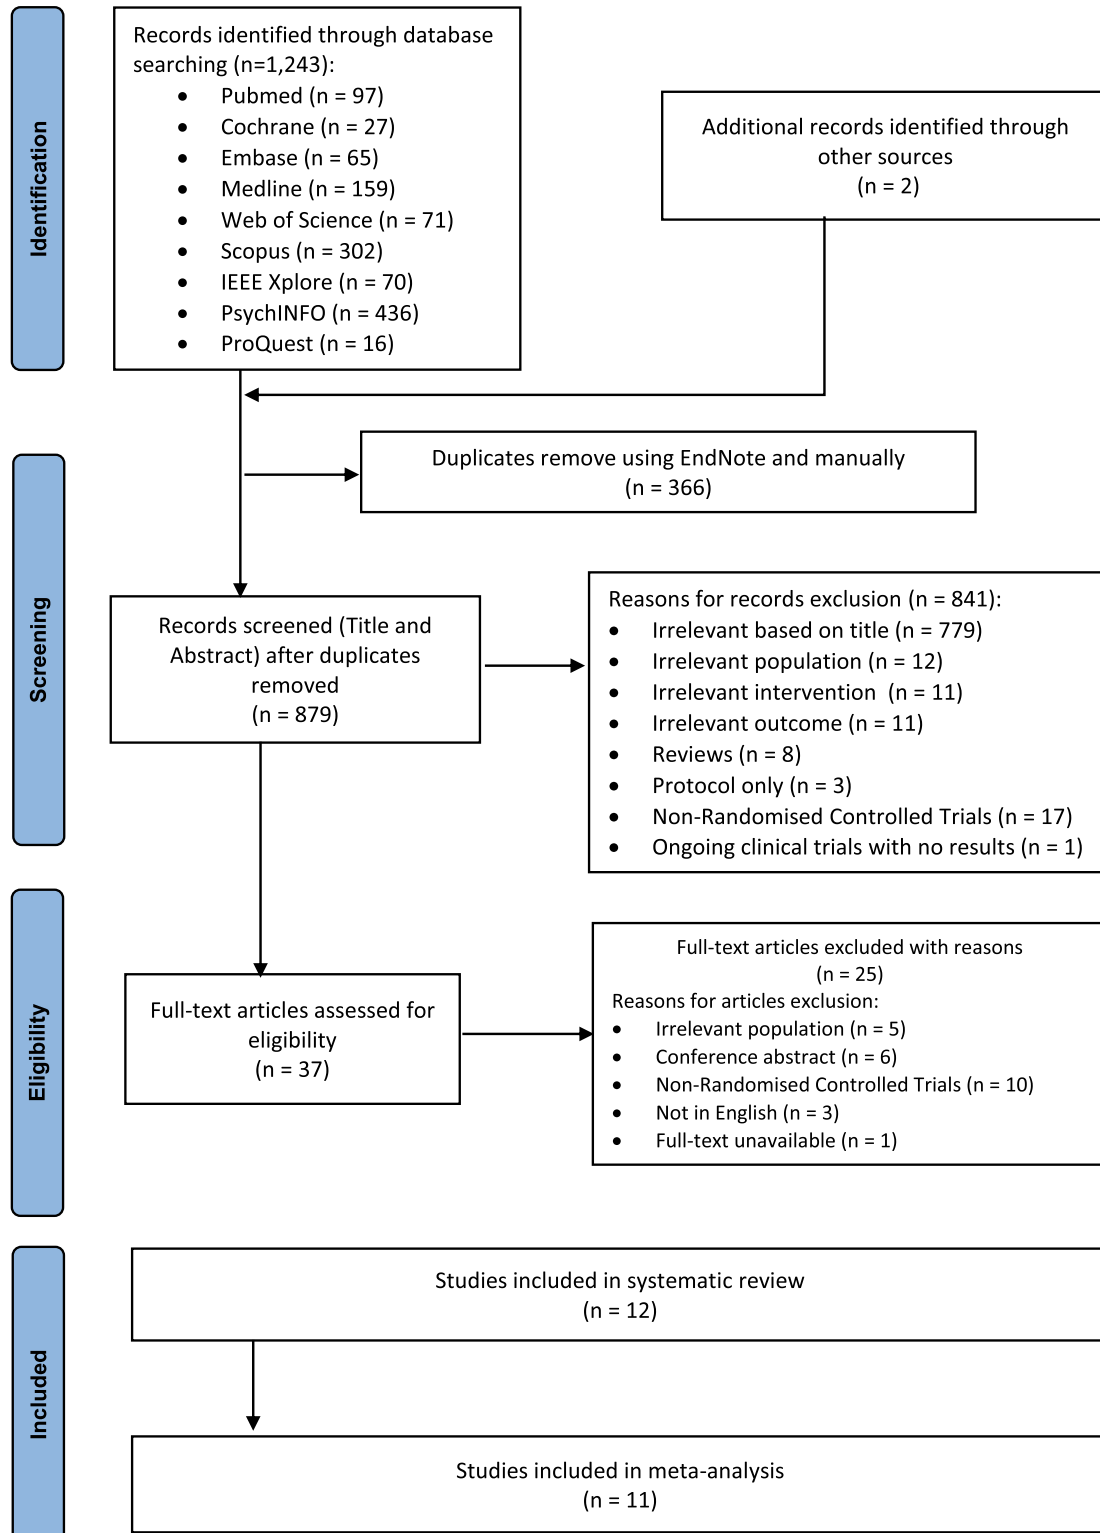 Identification
Records identified through database
searching (n=1,243):
• Pubmed (n = 97)
• Cochrane (n = 27)
• Embase (n = 65)
• Medline (n = 159)
• Web of Science (n = 71)
• Scopus (n = 302)
• IEEE Xplore (n = 70)
• PsychINFO (n = 436)
• ProQuest (n = 16)
Additional records identified through
other sources
(n = 2)
Duplicates remove using EndNote and manually
(n = 366)
Screening
Records screened (Title and
Abstract) after duplicates
removed
(n = 879)
Reasons for records exclusion (n = 841):
• Irrelevant based on title (n = 779)
• Irrelevant population (n = 12)
• Irrelevant intervention (n = 11)
• Irrelevant outcome (n = 11)
• Reviews (n = 8)
• Protocol only (n = 3)
• Non-Randomised Controlled Trials (n = 17)
• Ongoing clinical trials with no results (n = 1)
Eligibility
Full-text articles assessed for
eligibility
(n = 37)
Full-text articles excluded with reasons
(n = 25)
Reasons for articles exclusion:
• Irrelevant population (n = 5)
• Conference abstract (n = 6)
• Non-Randomised Controlled Trials (n = 10)
• Not in English (n = 3)
• Full-text unavailable (n = 1)
Included
Studies included in systematic review
(n = 12)
Studies included in meta-analysis
(n = 11)